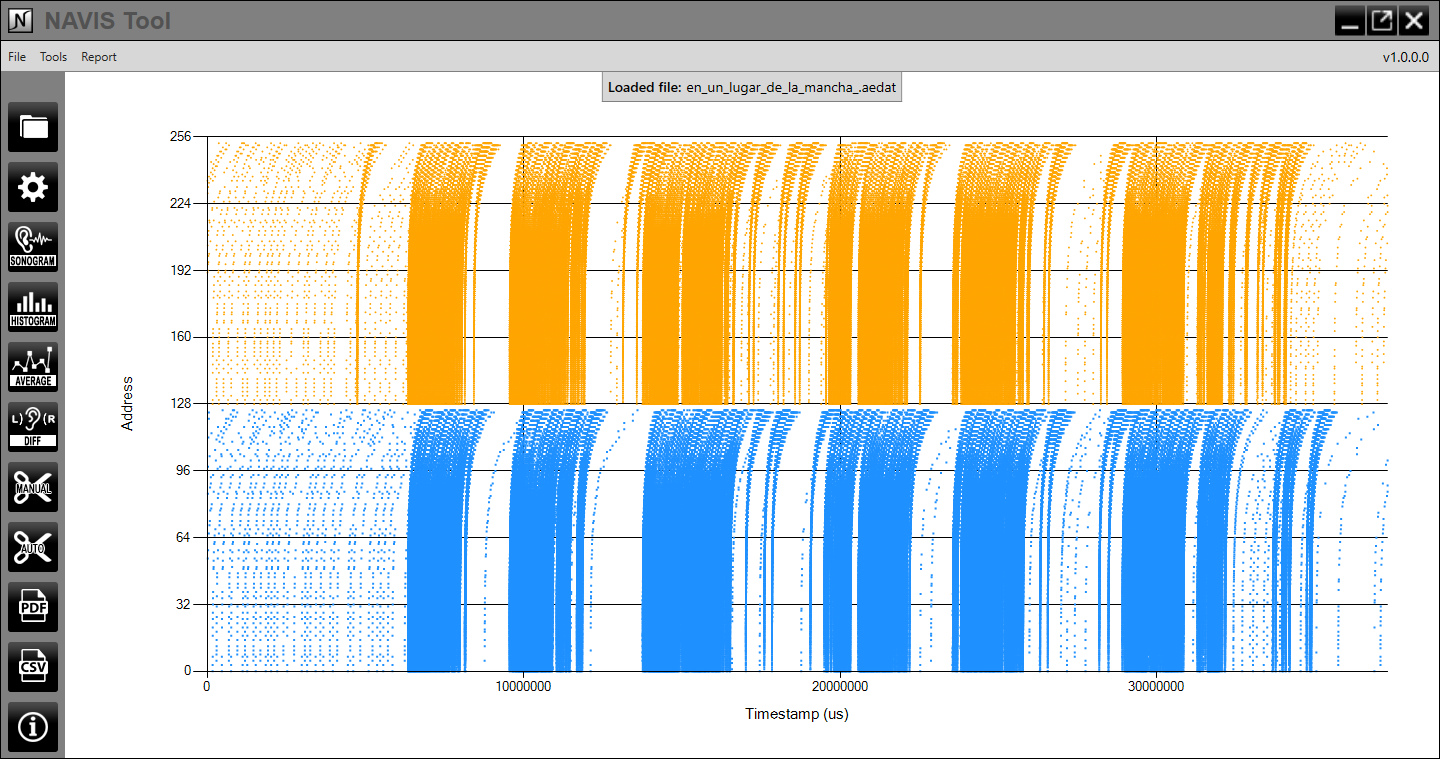 N NAVIS Tool
File Tools Report v1.0.0.0
Loaded file: en_un_lugar_de_la_mancha_.aedat
SONOGRAM
HISTOGRAM
AVERAGE
L) (R
DIFF
MANUAL
AUTO
PDF
CSV
i
Address
256
224
192
160
128
96
64
32
0
0 10000000 20000000 30000000
Timestamp (us)